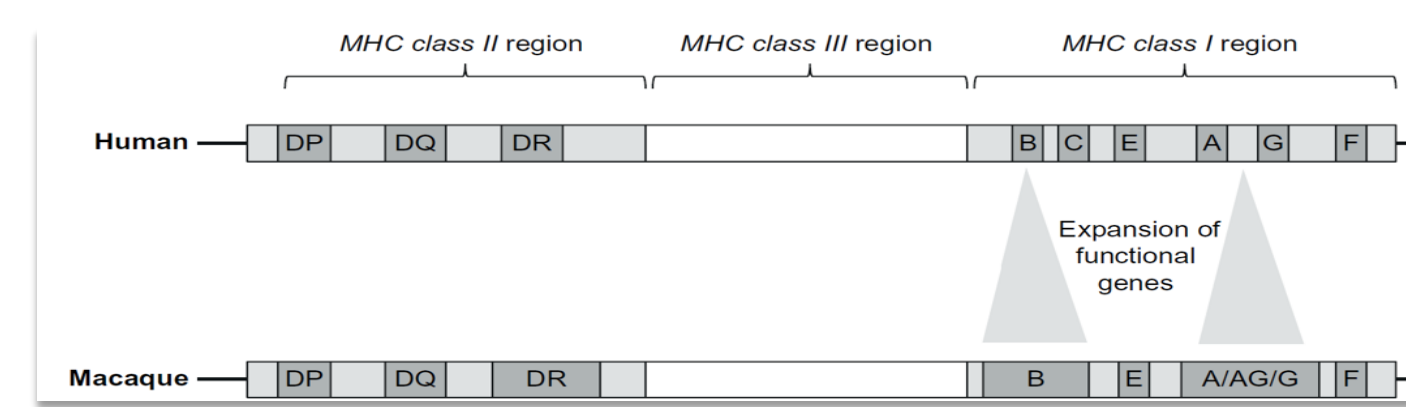 MHC class II region MHC class III region MHC class I region
Human DP DQ DR B C E A G F
Expansion of
functional
genes
Macaque DP DQ DR B E A/AG/G F